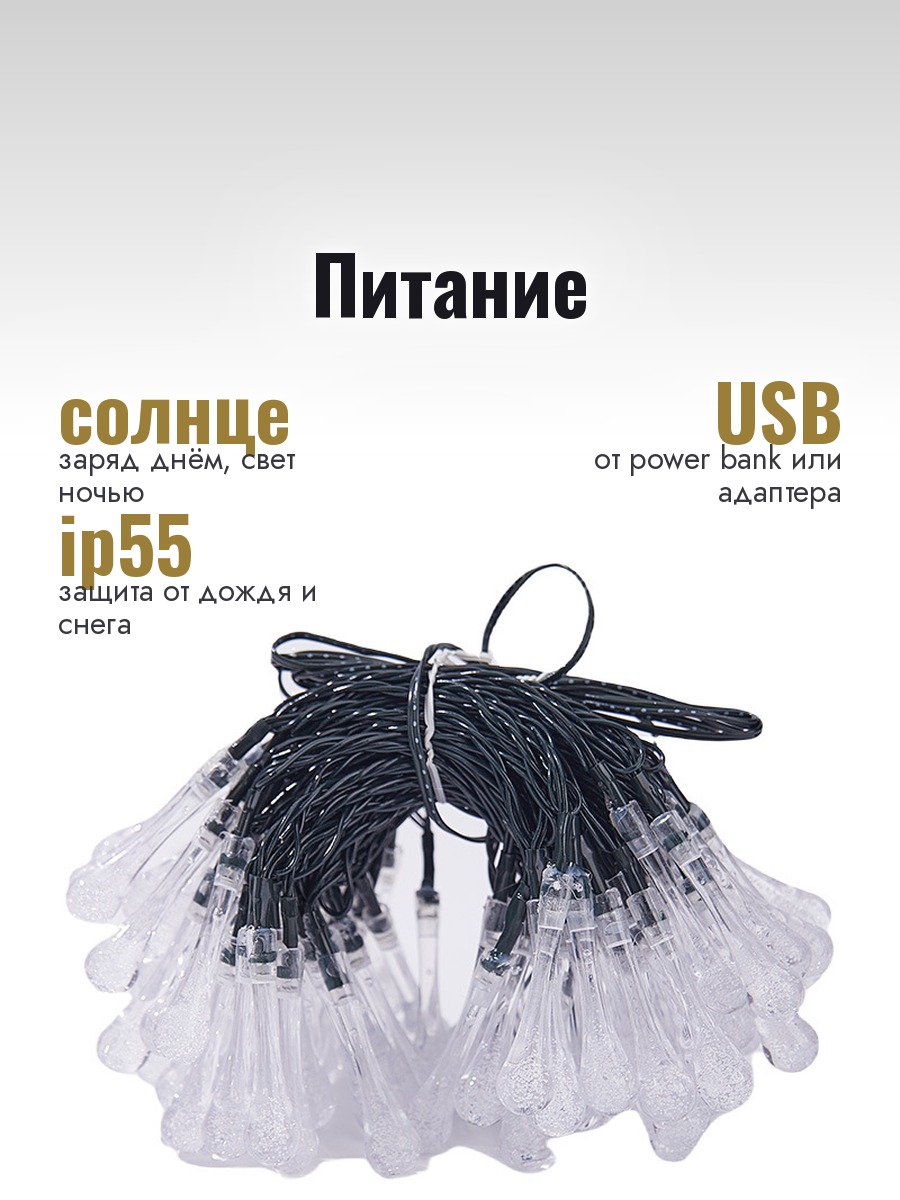 Питание
солнце
заряд днём, свет
ночью
USB
от power bank или
адаптера
ip55
защита от дождя и
снега